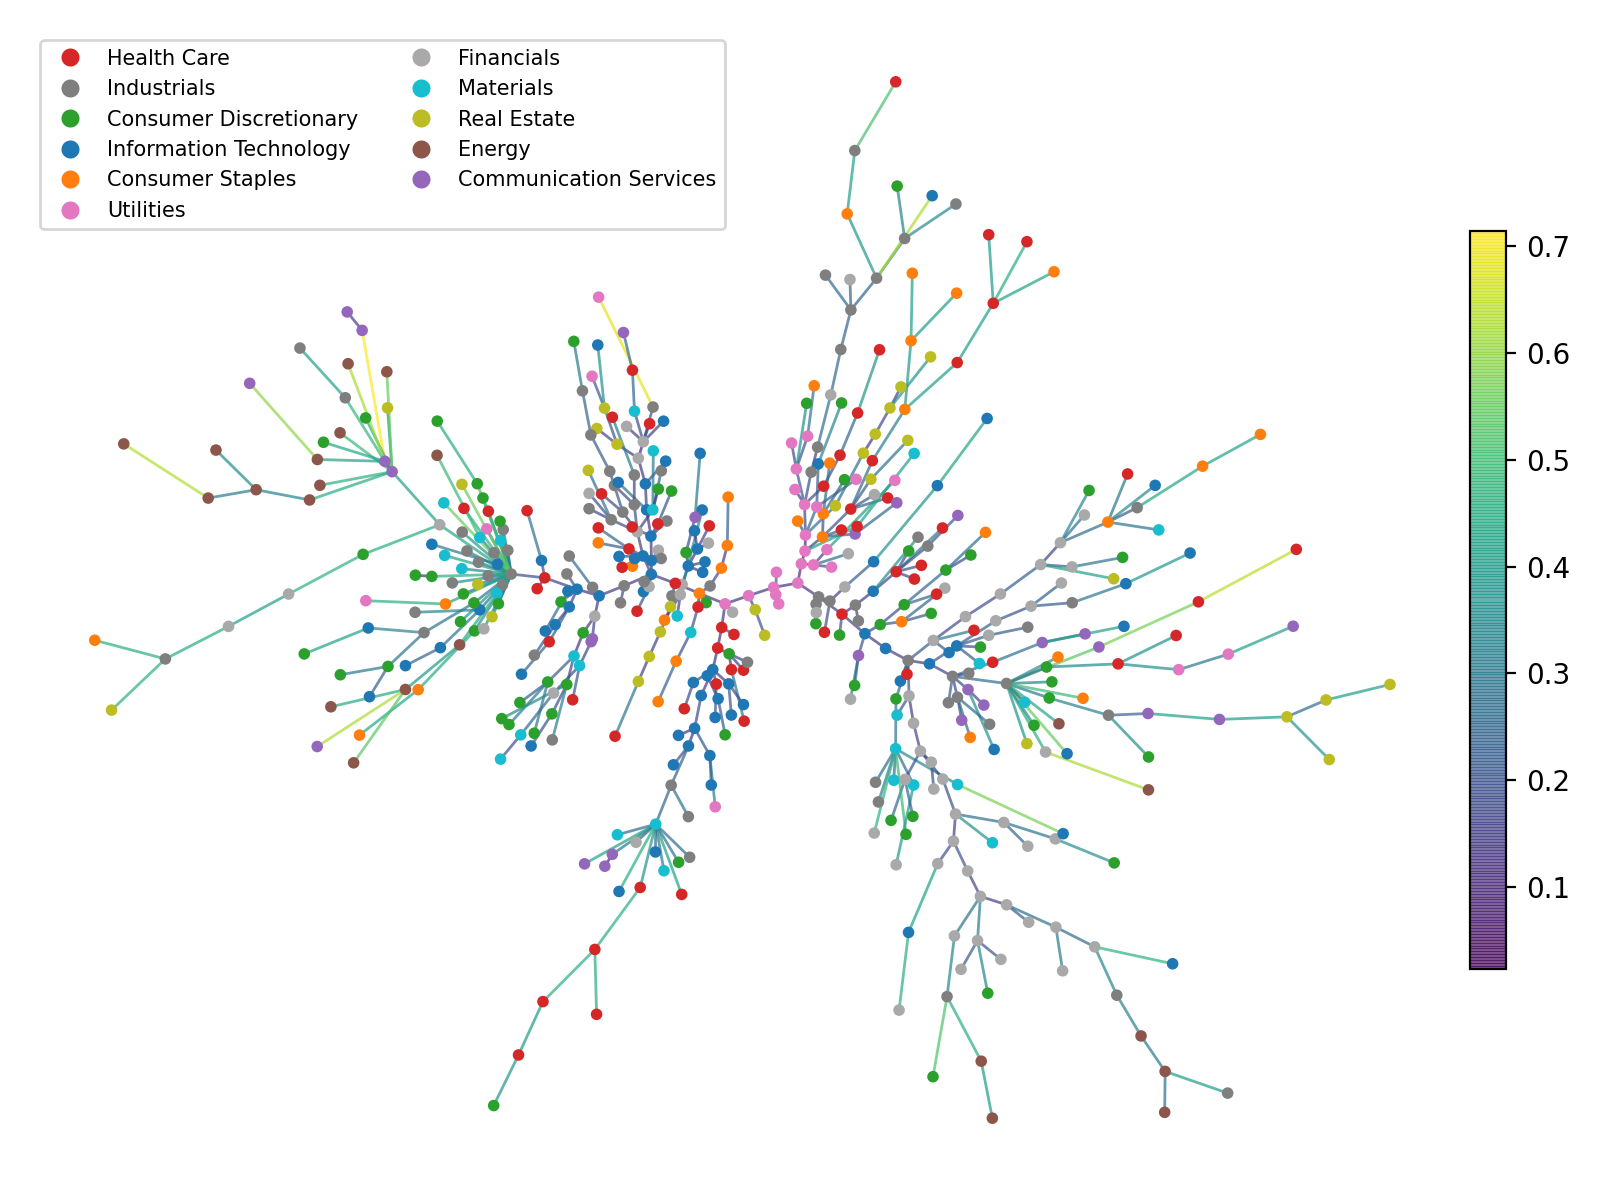 Health Care
Industrials
Consumer Discretionary
Information Technology
Consumer Staples
Utilities
Financials
Materials
Real Estate
Energy
Communication Services
0.7
0.6
0.5
0.4
0.3
0.2
0.1